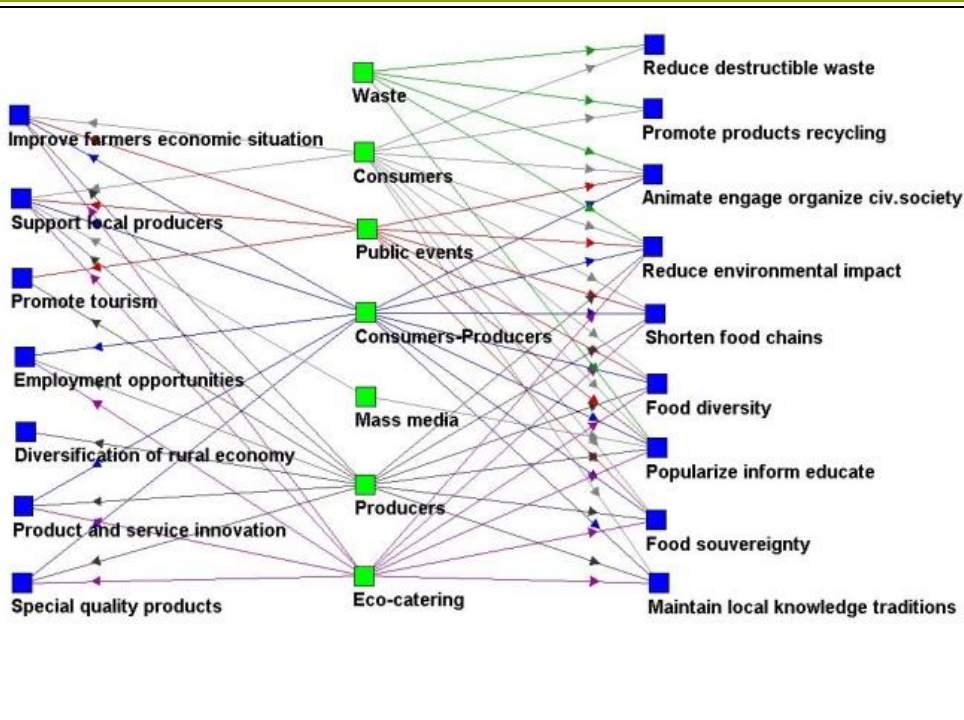 Improve farmers economic situation
Support local producers
Promote tourism
Employment opportunities
Diversification of rural economy
Product and service innovation
Special quality products
Waste
Consumers
Public events
Consumers-Producers
Mass media
Producers
Eco-catering
Reduce destructible waste
Promote products recycling
Animate engage organize civ.society
Reduce environmental impact
Shorten food chains
Food diversity
Popularize inform educate
Food souvereignty
Maintain local knowledge traditions